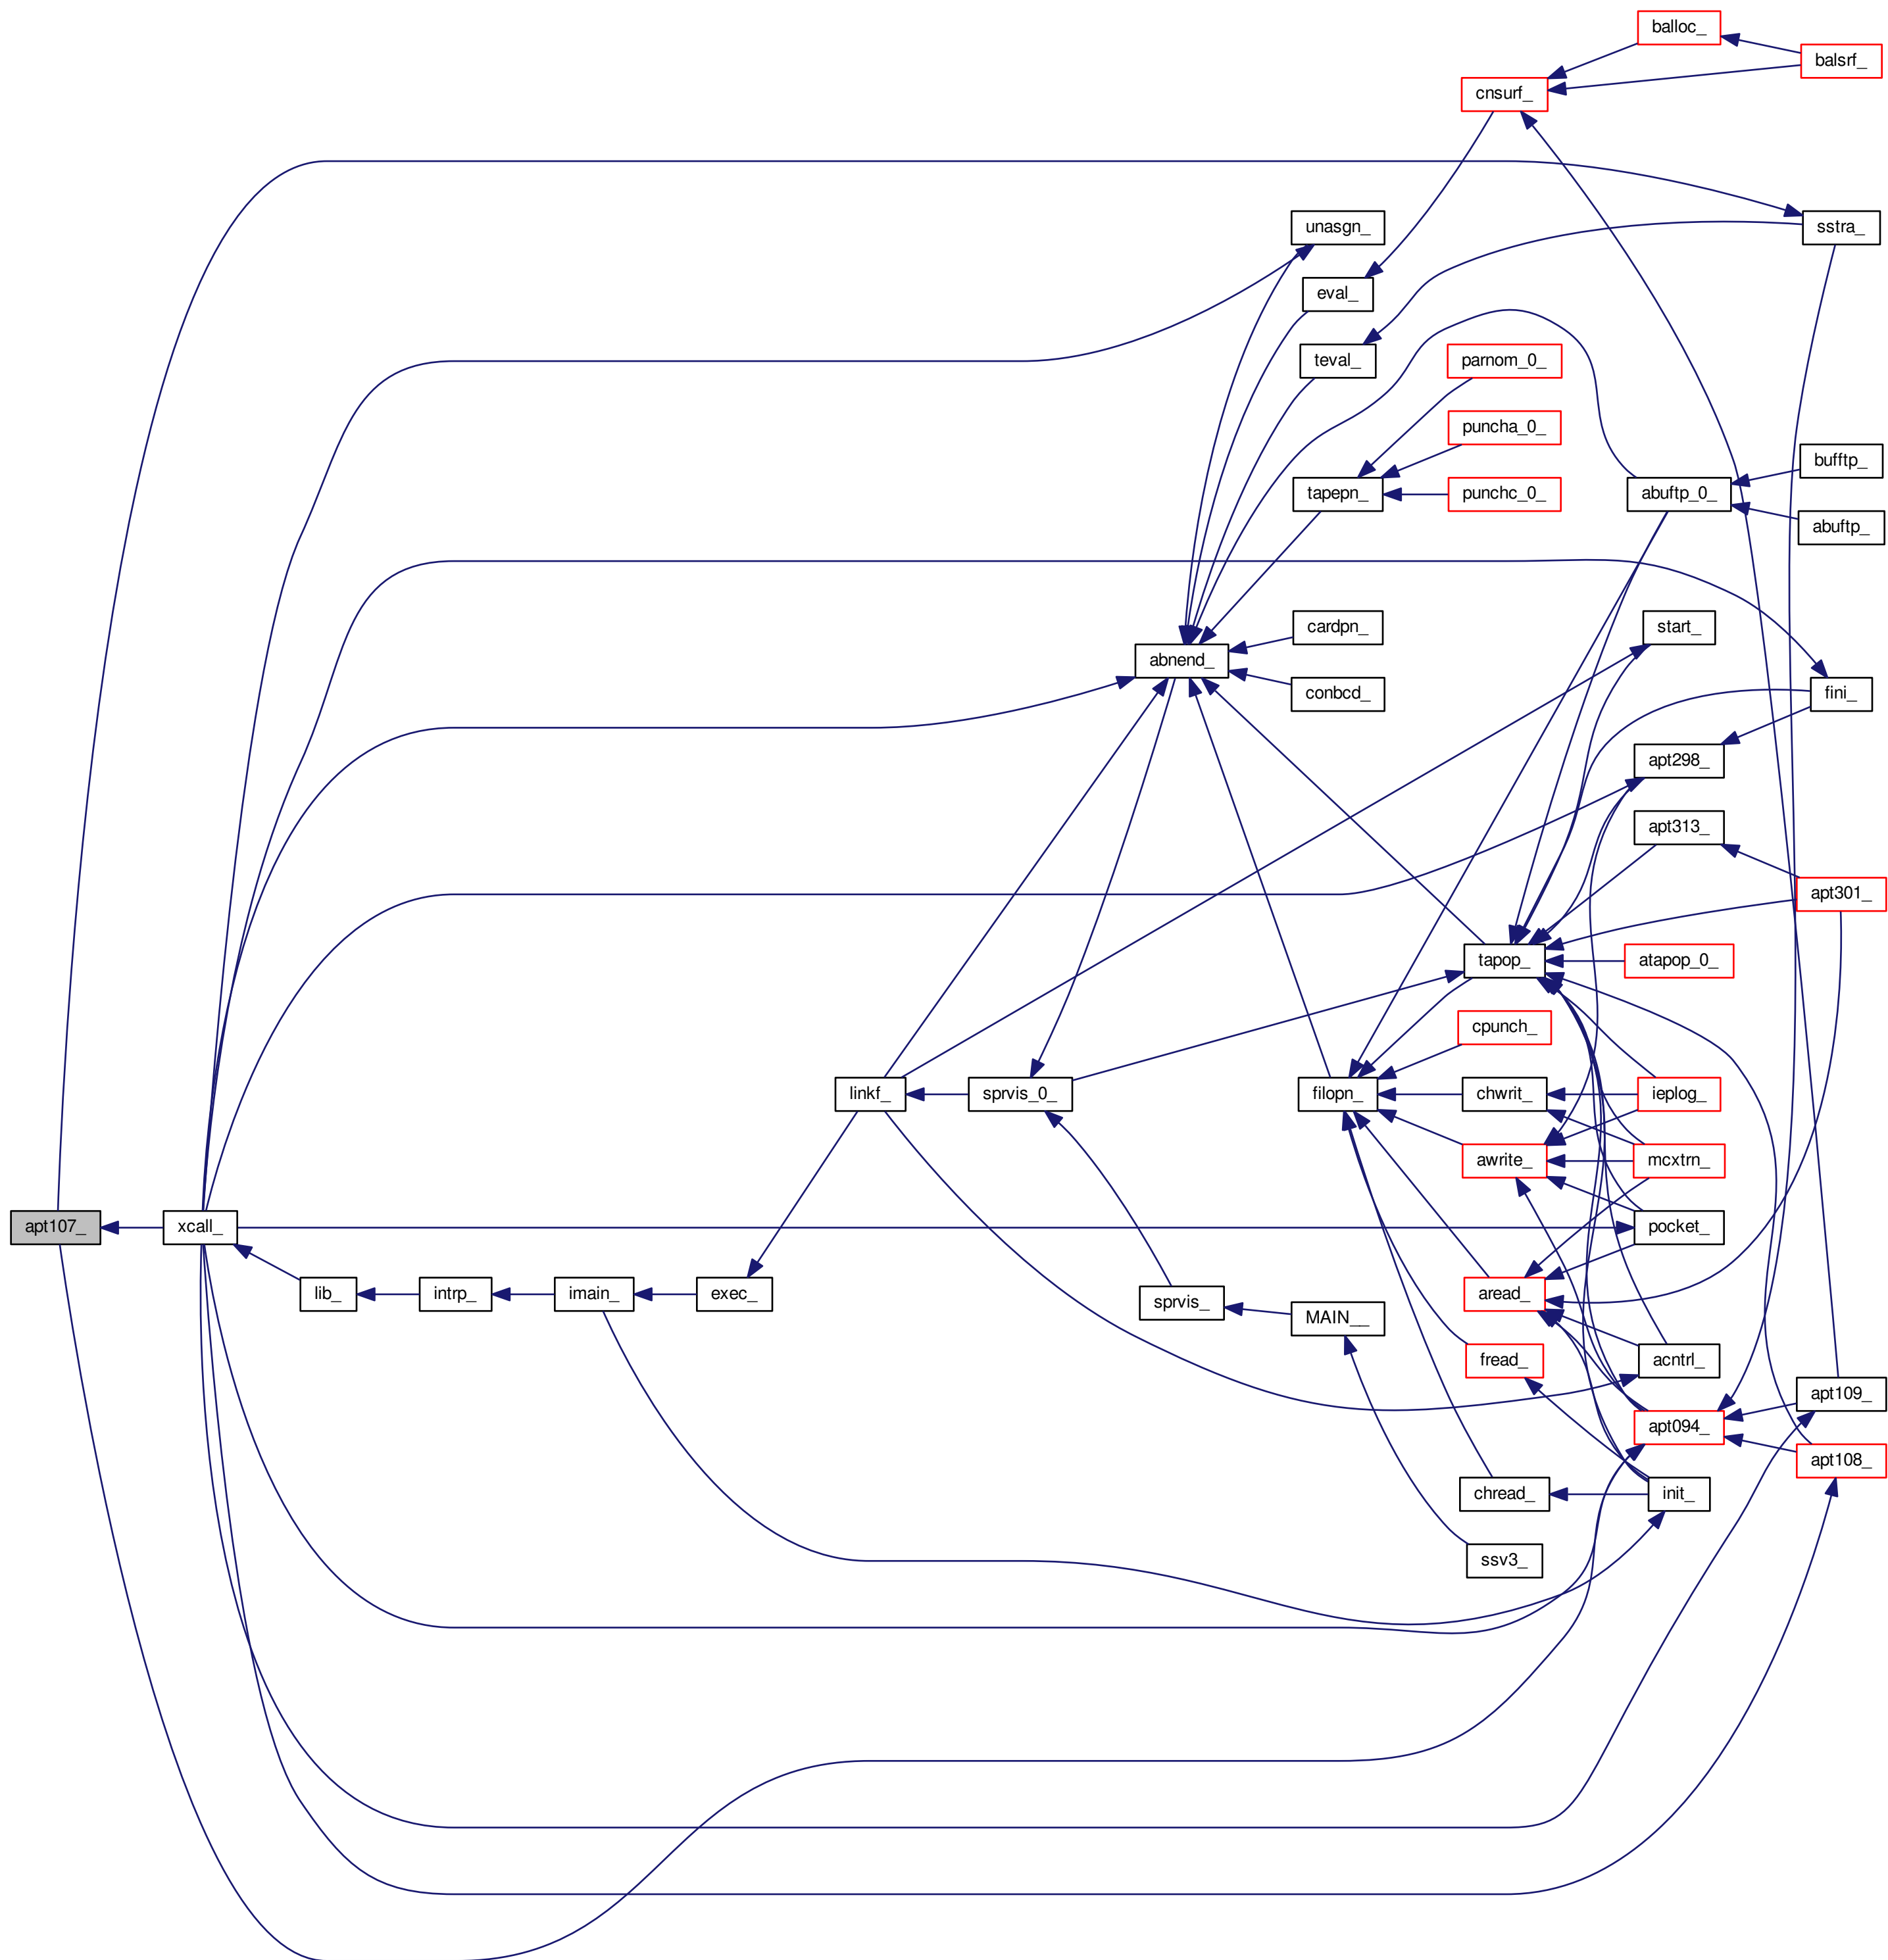 balloc_
balsrf_
cnsurf_
unasgn_
sstra_
eval_
teval_
parnom_0_
puncha_0_
bufftp_
tapepn_
punchc_0_
abuftp_0_
abuftp_
cardpn_
start_
abnend_
conbcd_
fini_
apt298_
apt313_
apt301_
tapop_
atapop_0_
cpunch_
linkf_
sprvis_0_
filopn_
chwrit_
ieplog_
awrite_
mcxtrn_
apt107_
xcall_
pocket_
lib_
intrp_
imain_
exec_
sprvis_
aread_
MAIN__
fread_
acntrl_
apt109_
apt094_
apt108_
chread_
init_
ssv3_